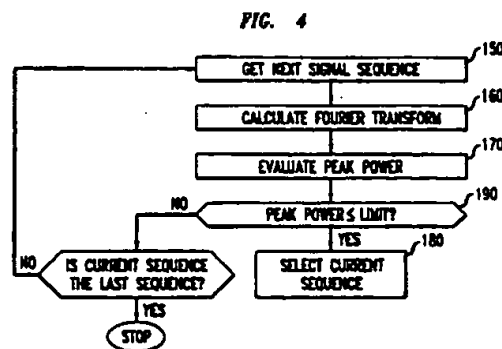 FIG. 4
150
GET NEXT SIGNAL SEQUENCE
160
CALCULATE FOURIER TRANSFORM
170
EVALUATE PEAK POWER
190
NO
PEAK POWER ≤ LIMIT?
YES
180
NO
IS CURRENT SEQUENCE
THE LAST SEQUENCE?
SELECT CURRENT
SEQUENCE
YES
STOP